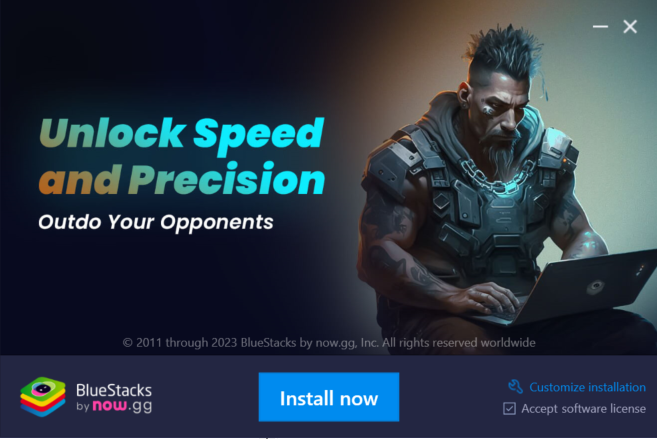 Unlock Speed
and Precision
Outdo Your Opponents
© 2011 through 2023 BlueStacks by now.gg, Inc. All rights reserved worldwide
BlueStacks
by now.gg
Install now
Customize installation
Accept software license